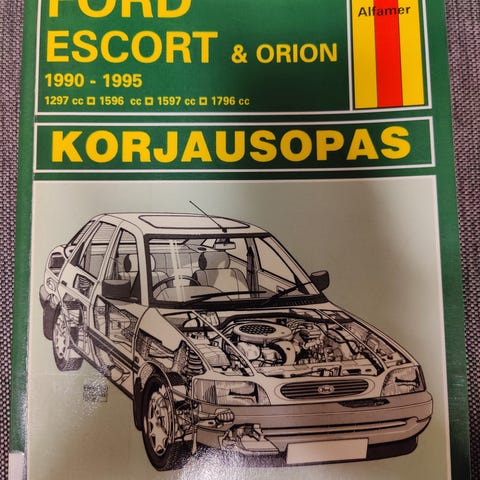 FORD
Alfamer
ESCORT & ORION
1990 - 1995
1297 cc ◘ 1596 cc ◘ 1597 cc ◘ 1796 cc
KORJAUSOPAS